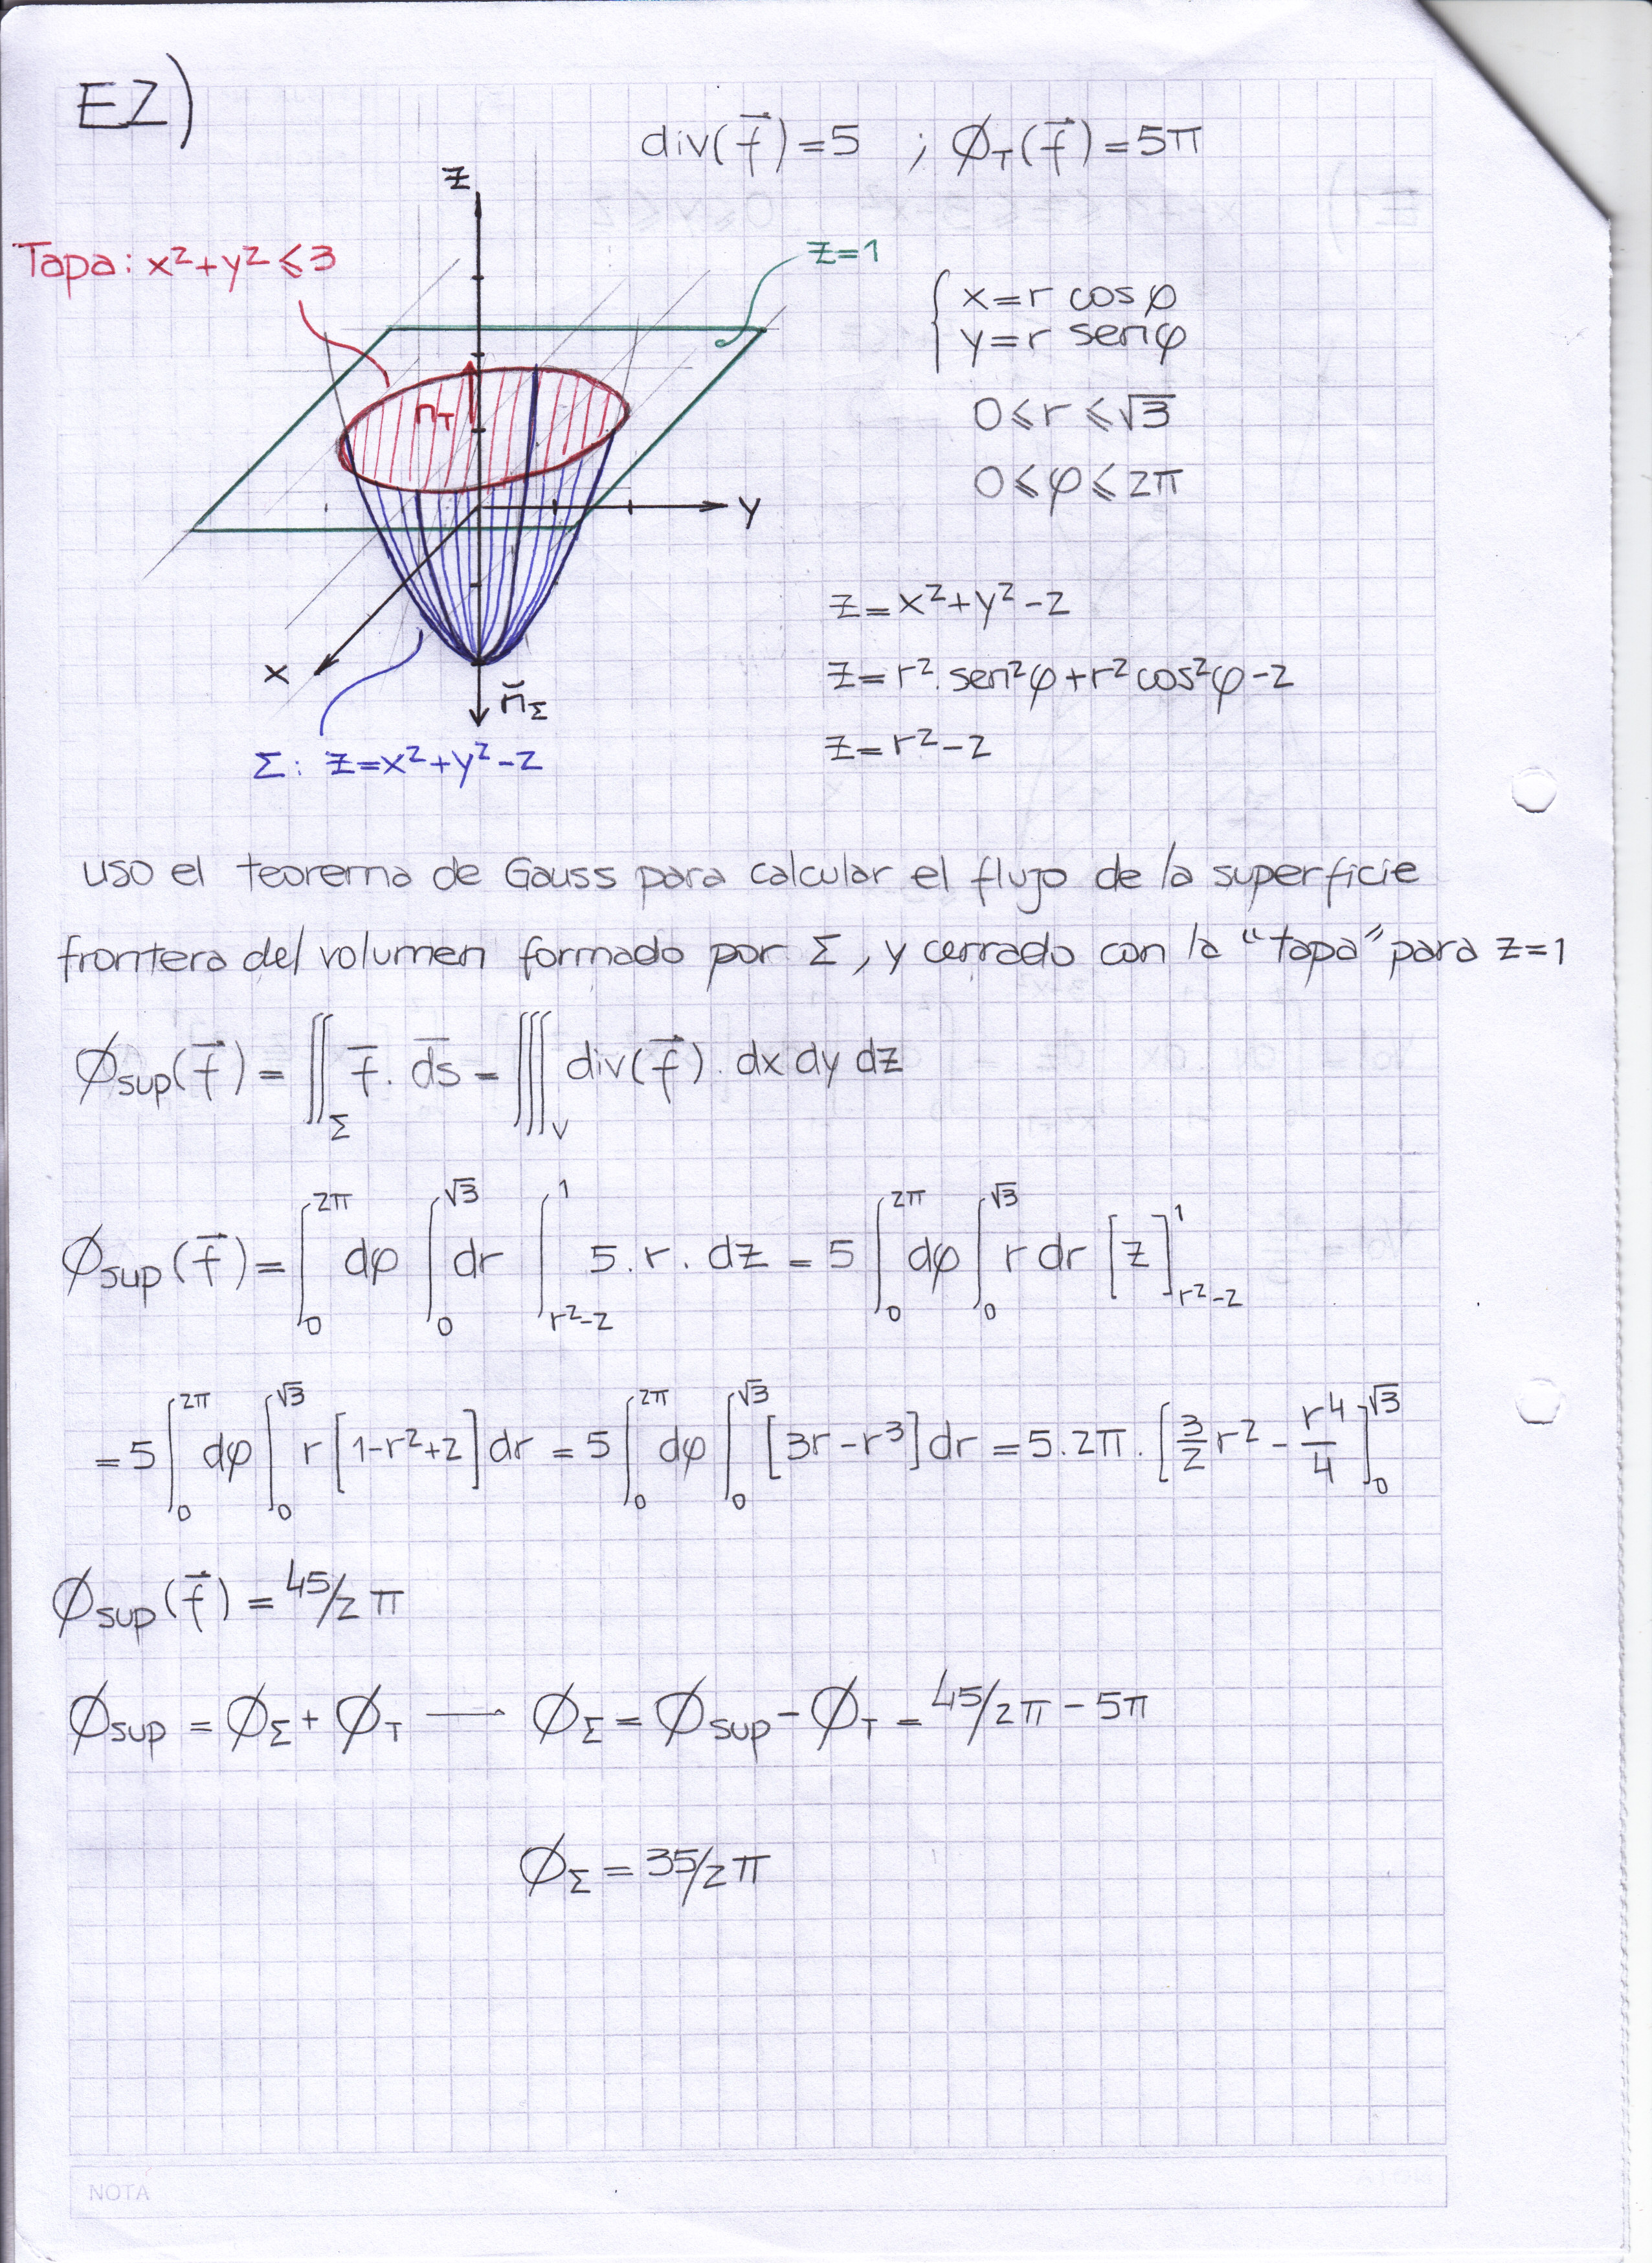 E2)
div(f⃗)=5 ; ∅T(f⃗)=5π
z
Tapa: x²+y²≤3
z=1
{ x=r cosφ
y=r senφ
nT
0≤r≤√3
0≤φ≤2π
y
z=x²+y²-2
x
z=r².sen²φ+r²cos²φ-2
n̆Σ
z=r²-2
Σ: z=x²+y²-2
uso el teorema de Gauss para calcular el flujo de la superficie
frontera del volumen formado por Σ, y cerrado con la "tapa" para z=1
∅sup(f⃗) = ∬Σ f̄. d̄s = ∭V div(f⃗). dx dy dz
∅sup(f⃗) = ∫₀^2π dφ ∫₀^√3 dr ∫_{r²-2}^1 5.r. dz = 5 ∫₀^2π dφ ∫₀^√3 r dr [z]_{r²-2}^1
= 5 ∫₀^2π dφ ∫₀^√3 r [1-r²+2] dr = 5 ∫₀^2π dφ ∫₀^√3 [3r-r³] dr = 5.2π. [3/2 r² - r⁴/4]₀^√3
∅sup(f⃗) = 45/2 π
∅sup = ∅Σ + ∅T → ∅Σ = ∅sup - ∅T = 45/2 π - 5π
∅Σ = 35/2 π
NOTA